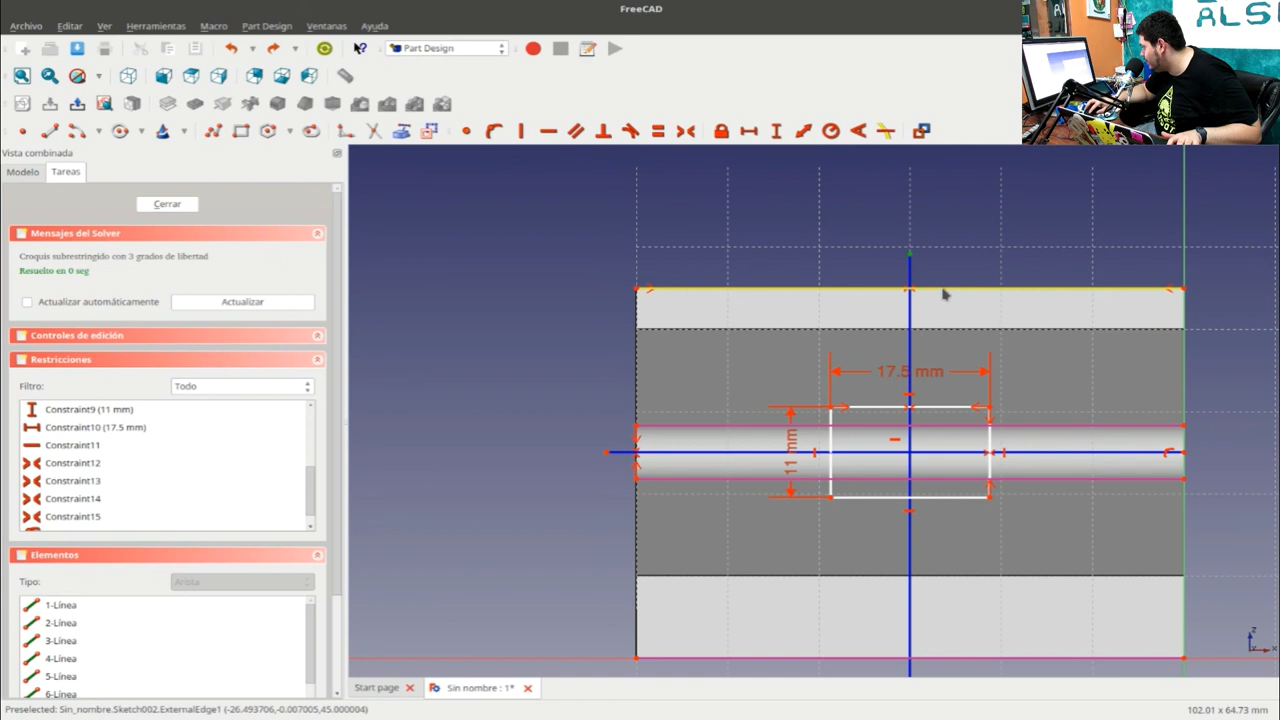 FreeCAD
Archivo Editar Ver Herramientas Macro Part Design Ventanas Ayuda
Part Design
ALS
Vista combinada
Modelo Tareas
Cerrar
Mensajes del Solver
Croquis subrestringido con 3 grados de libertad
Resuelto en 0 seg
Actualizar automáticamente Actualizar
Controles de edición
Restricciones
Filtro: Todo
Constraint9 (11 mm)
Constraint10 (17.5 mm)
Constraint11
Constraint12
Constraint13
Constraint14
Constraint15
Elementos
Tipo: Arista
1-Línea
2-Línea
3-Línea
4-Línea
5-Línea
6-Línea
17.5 mm
11 mm
z
x
Start page Sin nombre : 1*
Preselected: Sin_nombre.Sketch002.ExternalEdge1 (-26.493706,-0.007005,45.000004) 102.01 x 64.73 mm